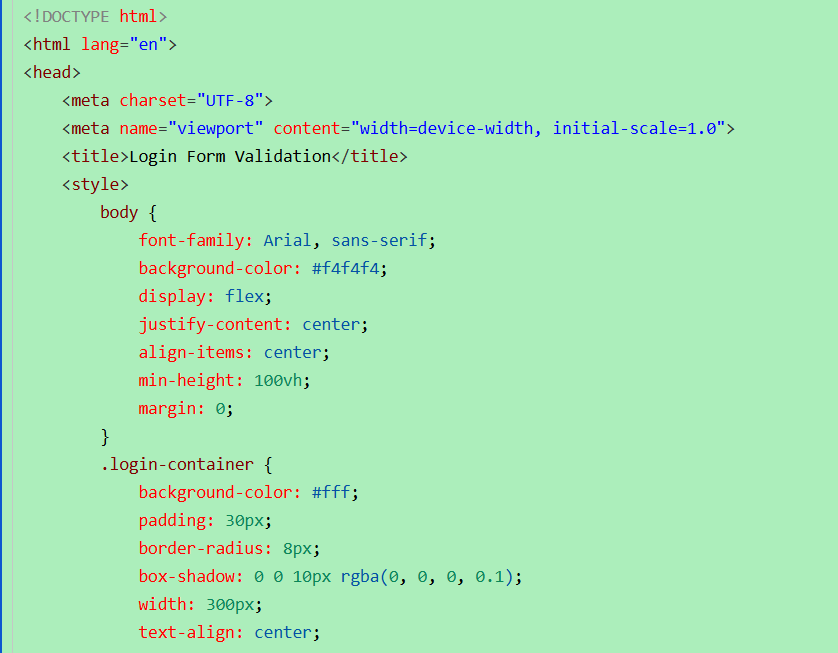 <!DOCTYPE html>
<html lang="en">
<head>
    <meta charset="UTF-8">
    <meta name="viewport" content="width=device-width, initial-scale=1.0">
    <title>Login Form Validation</title>
    <style>
        body {
            font-family: Arial, sans-serif;
            background-color: #f4f4f4;
            display: flex;
            justify-content: center;
            align-items: center;
            min-height: 100vh;
            margin: 0;
        }
        .login-container {
            background-color: #fff;
            padding: 30px;
            border-radius: 8px;
            box-shadow: 0 0 10px rgba(0, 0, 0, 0.1);
            width: 300px;
            text-align: center;